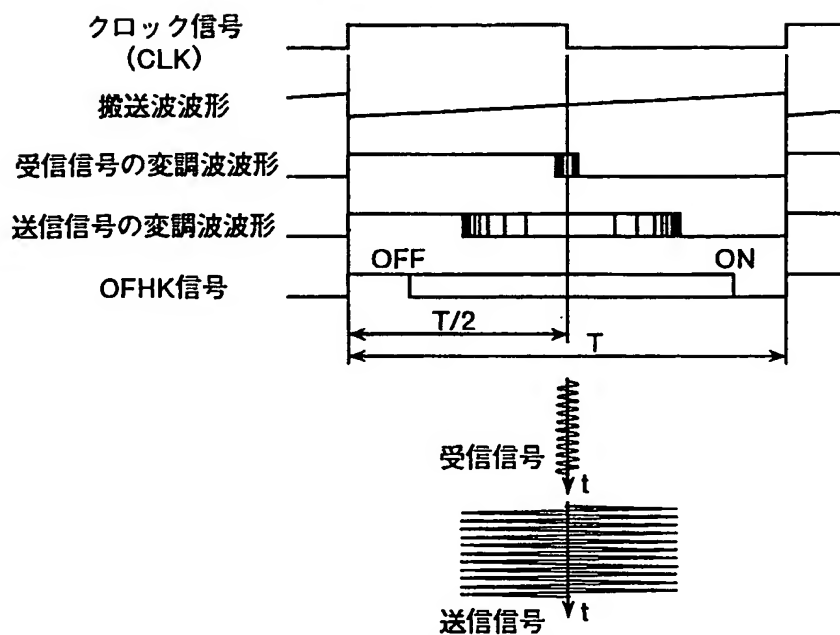 クロック信号
(CLK)
搬送波波形
受信信号の変調波波形
送信信号の変調波波形
OFF
ON
OFHK信号
T/2
T
受信信号
t
送信信号
t